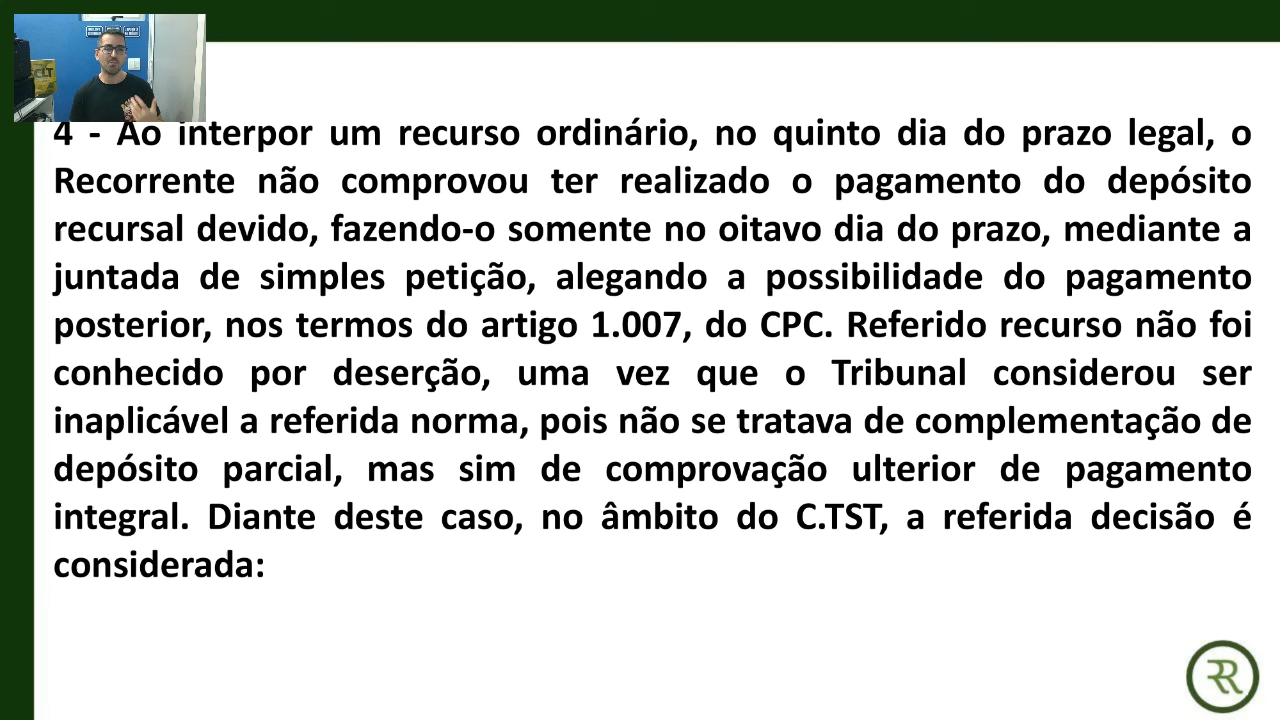 4 - Ao interpor um recurso ordinário, no quinto dia do prazo legal, o
Recorrente não comprovou ter realizado o pagamento do depósito
recursal devido, fazendo-o somente no oitavo dia do prazo, mediante a
juntada de simples petição, alegando a possibilidade do pagamento
posterior, nos termos do artigo 1.007, do CPC. Referido recurso não foi
conhecido por deserção, uma vez que o Tribunal considerou ser
inaplicável a referida norma, pois não se tratava de complementação de
depósito parcial, mas sim de comprovação ulterior de pagamento
integral. Diante deste caso, no âmbito do C.TST, a referida decisão é
considerada: